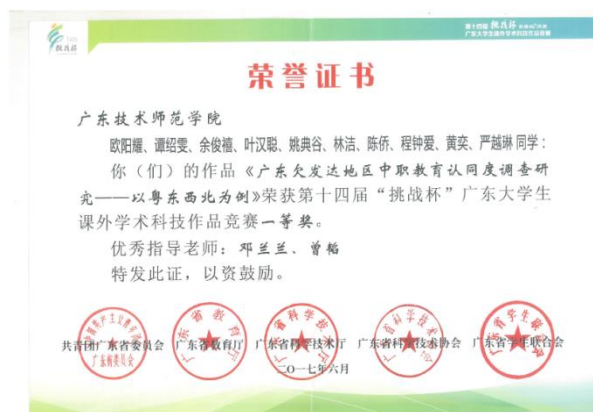 挑战杯
第十四届 挑战杯
广东大学生课外学术科技作品竞赛
荣誉证书
广东技术师范学院
欧阳耀、谭绍雯、余俊禧、叶汉聪、姚典谷、林洁、陈侨、程钟爱、黄奕、严越琳 同学：
你（们）的作品《广东欠发达地区中职教育认同度调查研
究——以粤东西北为例》荣获第十四届“挑战杯”广东大学生
课外学术科技作品竞赛一等奖。
优秀指导老师：邓兰兰、曾韬
特发此证，以资鼓励。
共青团广东省委员会 广东省教育厅 广东省科学技术厅 广东省科学技术协会 广东省学生联合会
二〇一七年六月